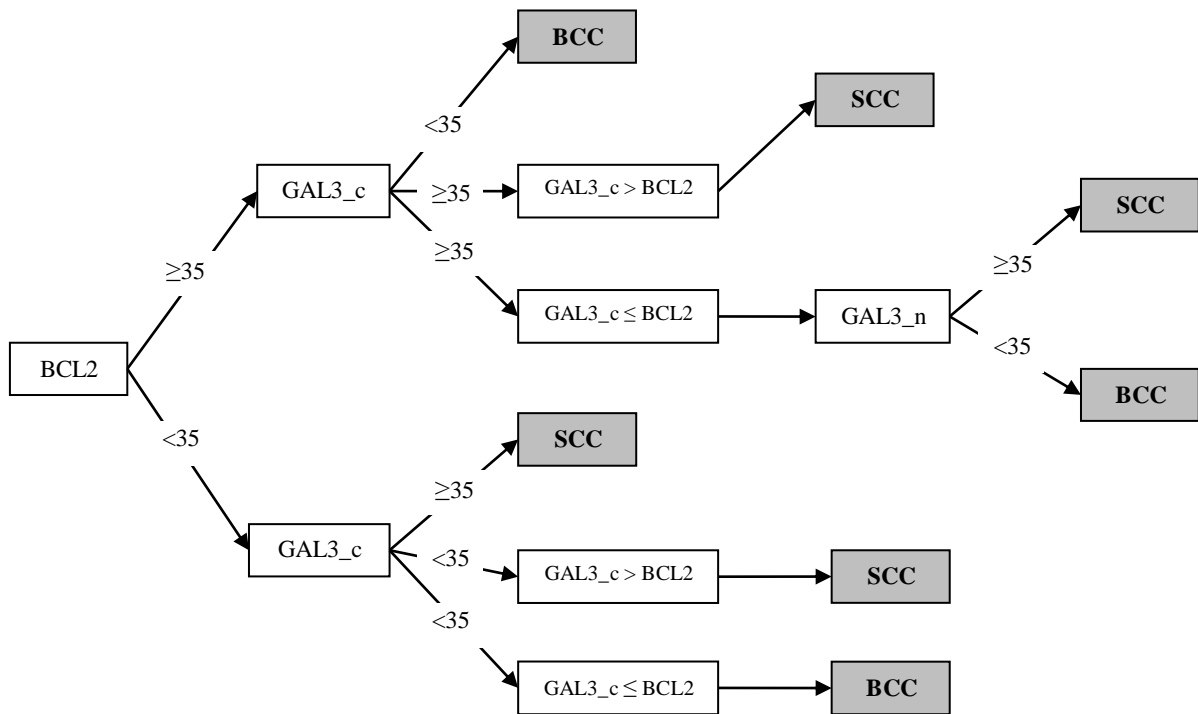 BCC
SCC
<35
GAL3_c
≥35
GAL3_c > BCL2
SCC
≥35
≥35
≥35
GAL3_c ≤ BCL2
GAL3_n
<35
BCL2
BCC
<35
SCC
≥35
GAL3_c
<35
GAL3_c > BCL2
SCC
<35
GAL3_c ≤ BCL2
BCC